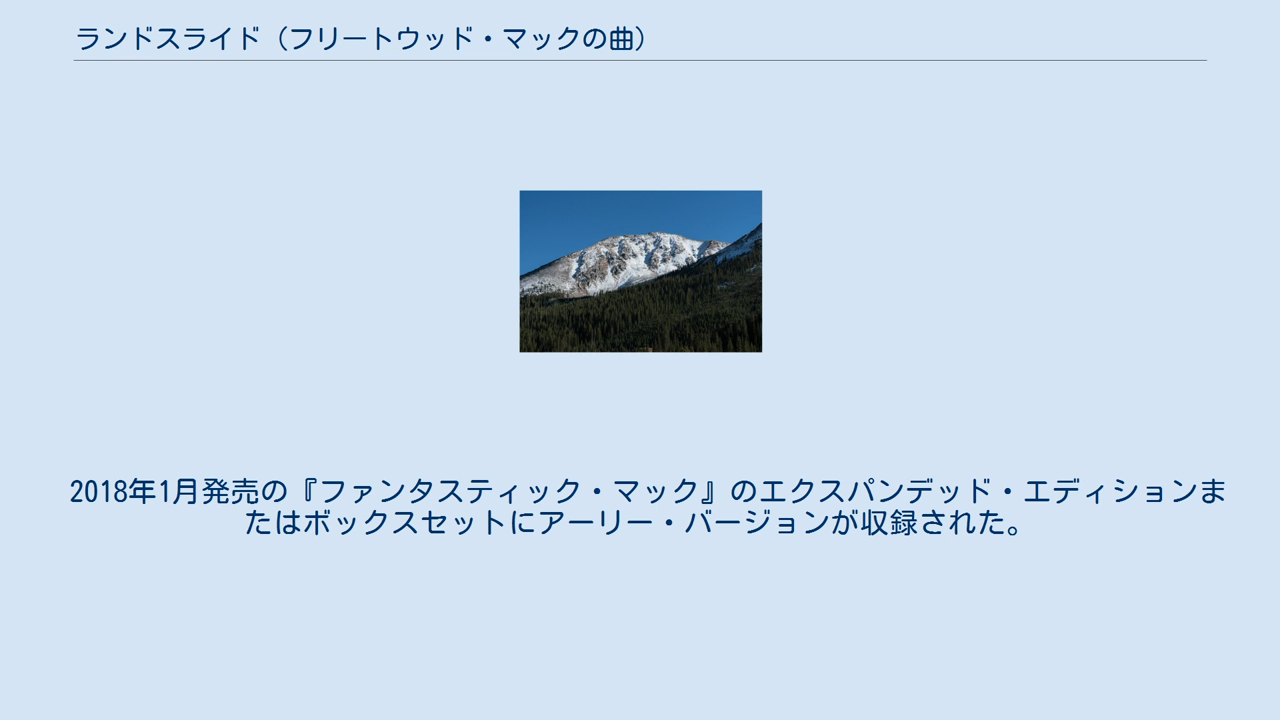 ランドスライド（フリートウッド・マックの曲）
2018年1月発売の『ファンタスティック・マック』のエクスパンデッド・エディションま
たはボックスセットにアーリー・バージョンが収録された。